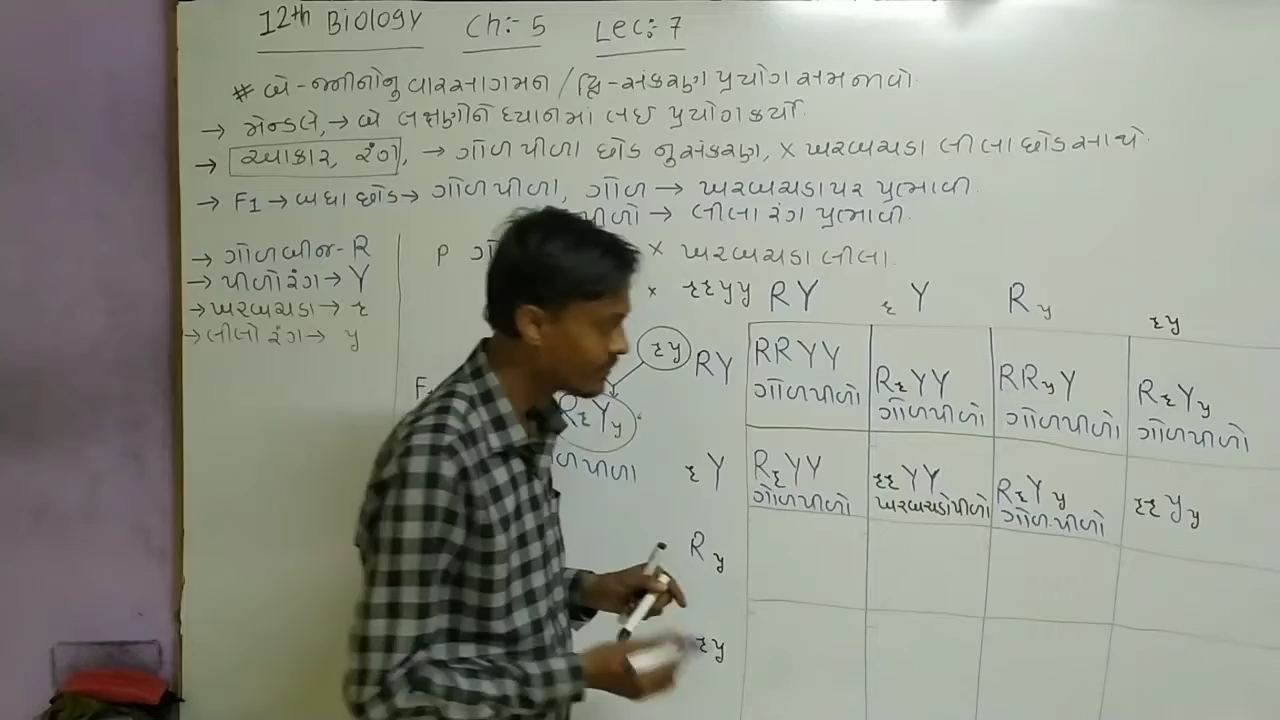 12th Biology Ch:- 5 Lec: 7
# બે-જનીનોનું વારસાગમન / દ્વિ-સંકરણ પ્રયોગ સમજાવો.
→ મેન્ડલે, → બે લક્ષણોને ધ્યાનમાં લઈ પ્રયોગ કર્યો.
→ આકાર, રંગ, → ગોળ પીળા છોડ નું સંકરણ, × ખરબચડા લીલા છોડ સાથે.
→ F1 → બધા છોડ → ગોળ પીળા, ગોળ → ખરબચડા પર પ્રભાવી.
→ લીલા રંગ પ્રભાવી.
→ ગોળ બીજ - R
→ પીળો રંગ → Y
→ ખરબચડા → r
→ લીલો રંગ → y
P × ખરબચડા લીલા.
× rryy
ry
RrYy
RY rY Ry ry
RY RRYY RrYY RRyY RrYy
ગોળ પીળો ગોળ પીળો ગોળ પીળો ગોળ પીળો
rY RrYY rrYY RrYy rrYy
ગોળ પીળો ખરબચડો પીળો ગોળ પીળો
Ry
ry